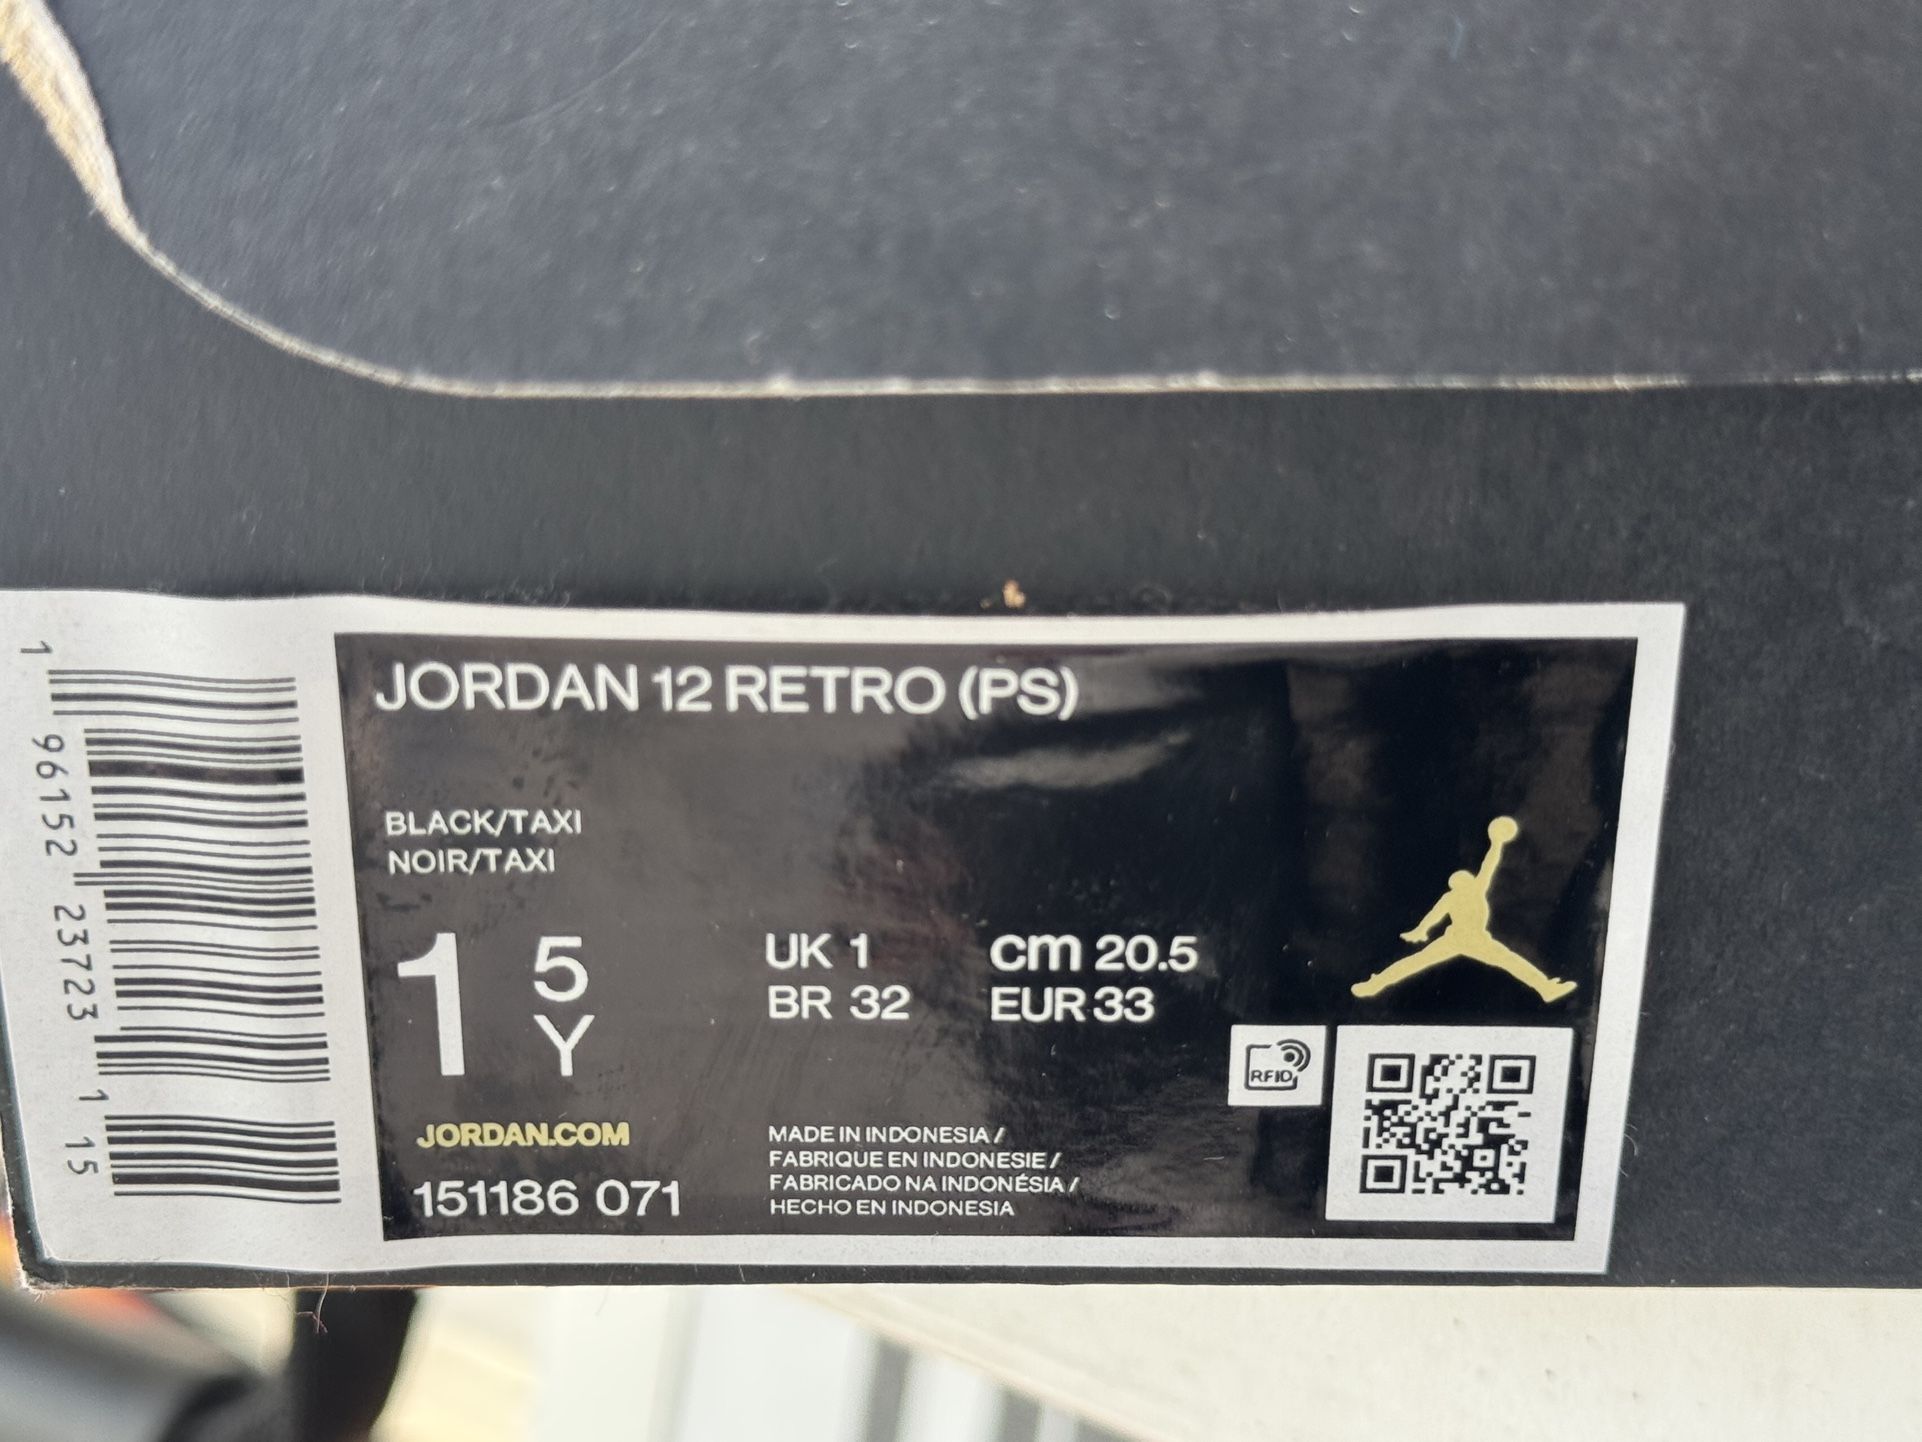 JORDAN 12 RETRO (PS)
BLACK/TAXI
NOIR/TAXI
1 5 Y
UK 1 cm 20.5
BR 32 EUR 33
RFID
JORDAN.COM
151186 071
MADE IN INDONESIA /
FABRIQUE EN INDONESIE /
FABRICADO NA INDONÉSIA /
HECHO EN INDONESIA
1 96152 23723 1 15